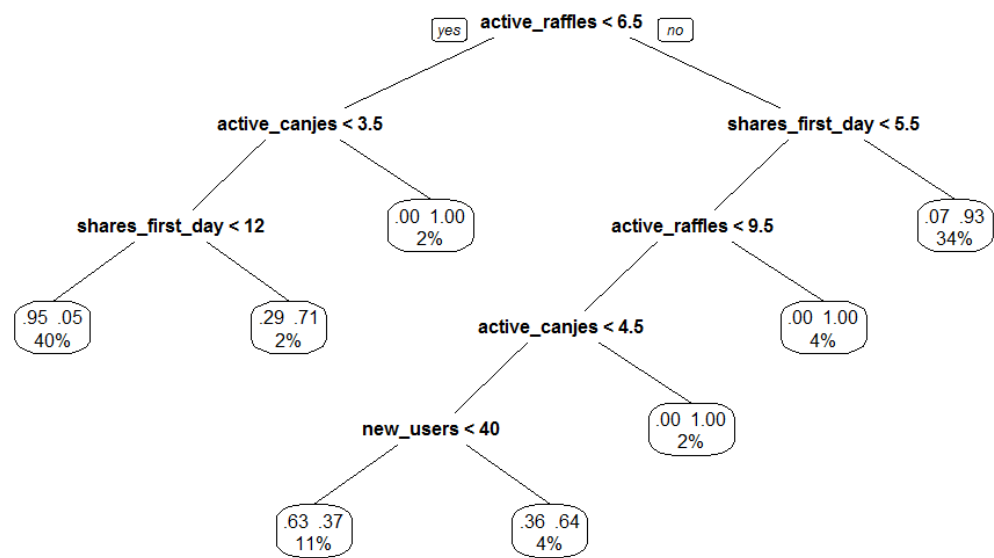 active_raffles < 6.5
yes
no
active_canjes < 3.5
shares_first_day < 5.5
shares_first_day < 12
.00 1.00
2%
active_raffles < 9.5
.07 .93
34%
.95 .05
40%
.29 .71
2%
active_canjes < 4.5
.00 1.00
4%
new_users < 40
.00 1.00
2%
.63 .37
11%
.36 .64
4%